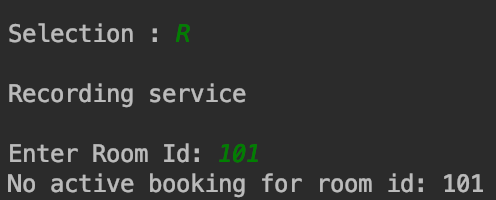 Selection : R
Recording service
Enter Room Id: 101
No active booking for room id: 101